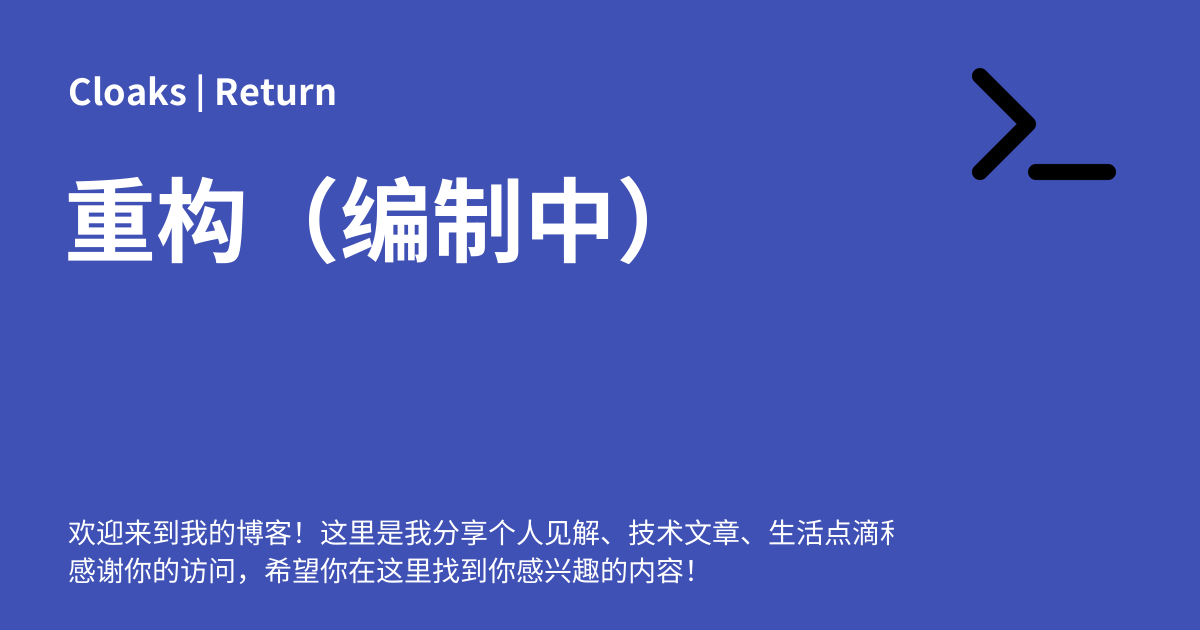 Cloaks | Return
重构（编制中）
欢迎来到我的博客！这里是我分享个人见解、技术文章、生活点滴
感谢你的访问，希望你在这里找到你感兴趣的内容！